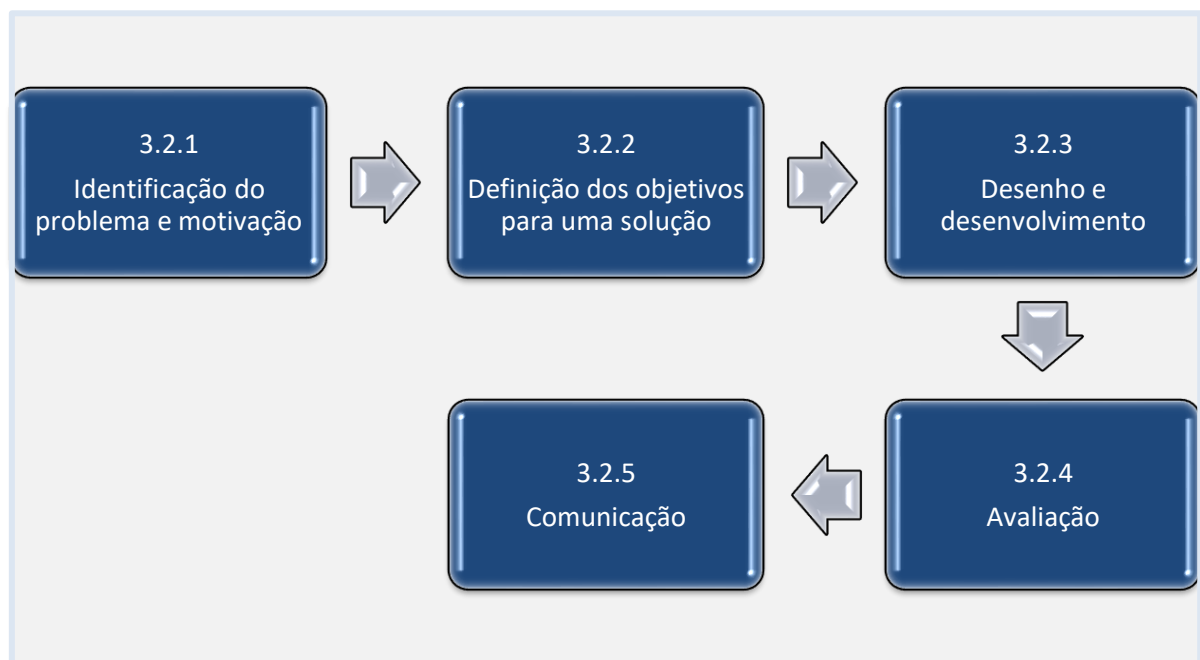 3.2.1
Identificação do
problema e motivação
3.2.2
Definição dos objetivos
para uma solução
3.2.3
Desenho e
desenvolvimento
3.2.4
Avaliação
3.2.5
Comunicação